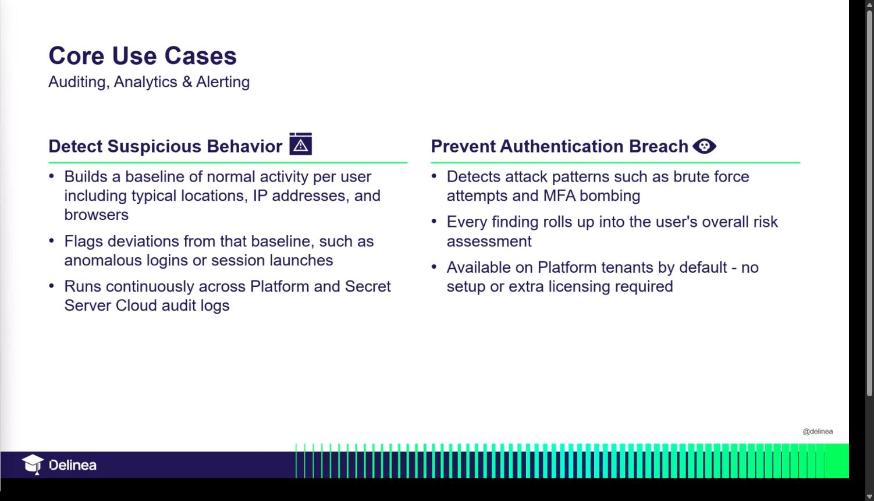 Core Use Cases
Auditing, Analytics & Alerting
Detect Suspicious Behavior
• Builds a baseline of normal activity per user
including typical locations, IP addresses, and
browsers
• Flags deviations from that baseline, such as
anomalous logins or session launches
• Runs continuously across Platform and Secret
Server Cloud audit logs
Prevent Authentication Breach
• Detects attack patterns such as brute force
attempts and MFA bombing
• Every finding rolls up into the user's overall risk
assessment
• Available on Platform tenants by default - no
setup or extra licensing required
@delinea
Delinea